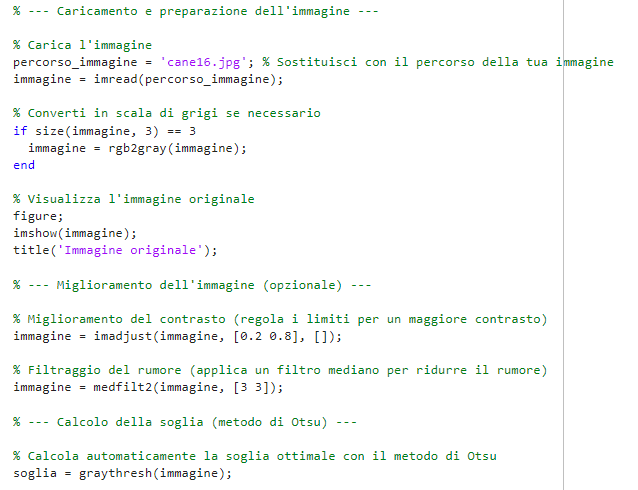 % --- Caricamento e preparazione dell'immagine ---
% Carica l'immagine
percorso_immagine = 'cane16.jpg'; % Sostituisci con il percorso della tua immagine
immagine = imread(percorso_immagine);
% Converti in scala di grigi se necessario
if size(immagine, 3) == 3
  immagine = rgb2gray(immagine);
end
% Visualizza l'immagine originale
figure;
imshow(immagine);
title('Immagine originale');
% --- Miglioramento dell'immagine (opzionale) ---
% Miglioramento del contrasto (regola i limiti per un maggiore contrasto)
immagine = imadjust(immagine, [0.2 0.8], []);
% Filtraggio del rumore (applica un filtro mediano per ridurre il rumore)
immagine = medfilt2(immagine, [3 3]);
% --- Calcolo della soglia (metodo di Otsu) ---
% Calcola automaticamente la soglia ottimale con il metodo di Otsu
soglia = graythresh(immagine);